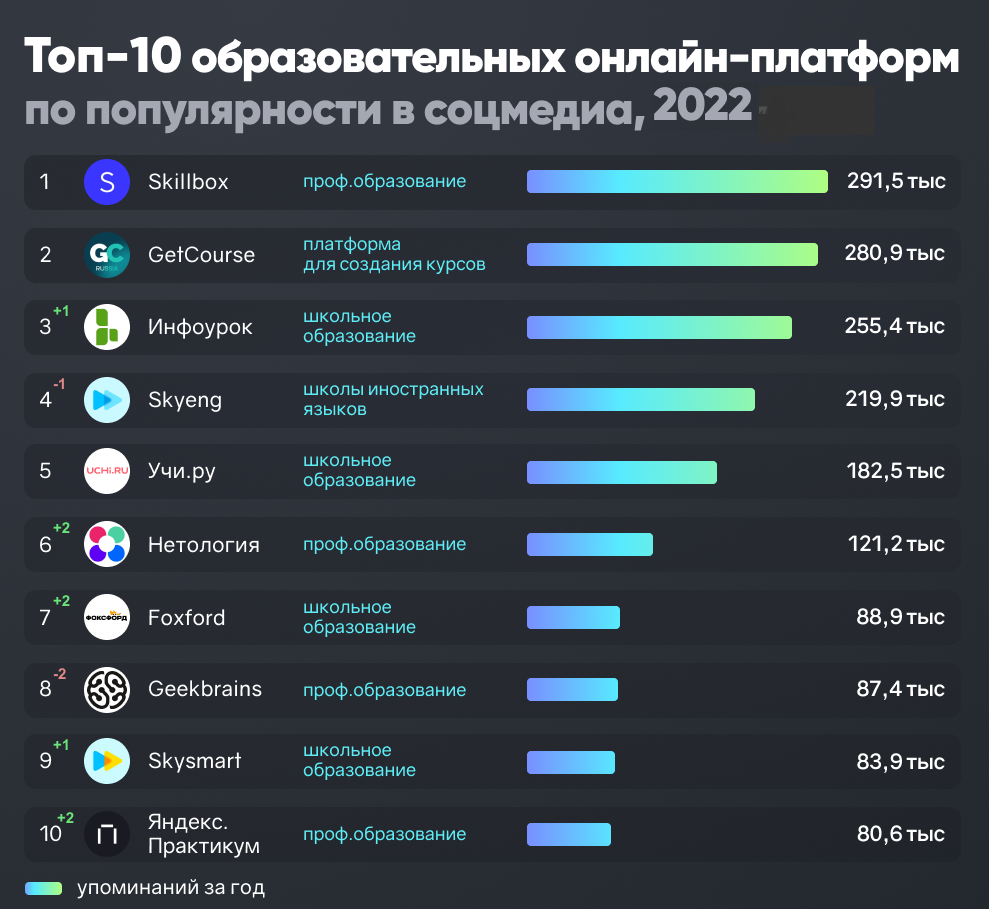 Топ-10 образовательных онлайн-платформ
по популярности в соцмедиа, 2022
1 S Skillbox проф.образование 291,5 тыс
2 GC RUSSIA GetCourse платформа
для создания курсов 280,9 тыс
3 +1 Инфоурок школьное
образование 255,4 тыс
4 -1 Skyeng школы иностранных
языков 219,9 тыс
5 UCHi.RU Учи.ру школьное
образование 182,5 тыс
6 +2 Нетология проф.образование 121,2 тыс
7 +2 ФОКСФОРД Foxford школьное
образование 88,9 тыс
8 -2 Geekbrains проф.образование 87,4 тыс
9 +1 Skysmart школьное
образование 83,9 тыс
10 +2 Яндекс.
Практикум проф.образование 80,6 тыс
упоминаний за год